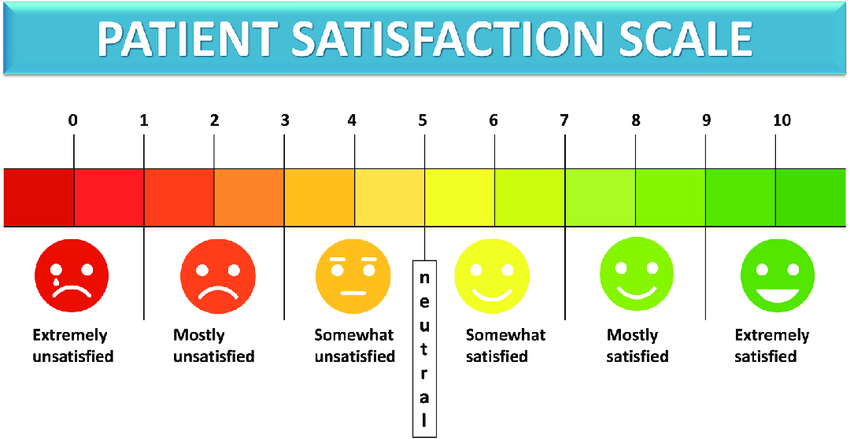 PATIENT SATISFACTION SCALE
0 1 2 3 4 5 6 7 8 9 10
neutral
Extremely unsatisfied
Mostly unsatisfied
Somewhat unsatisfied
Somewhat satisfied
Mostly satisfied
Extremely satisfied